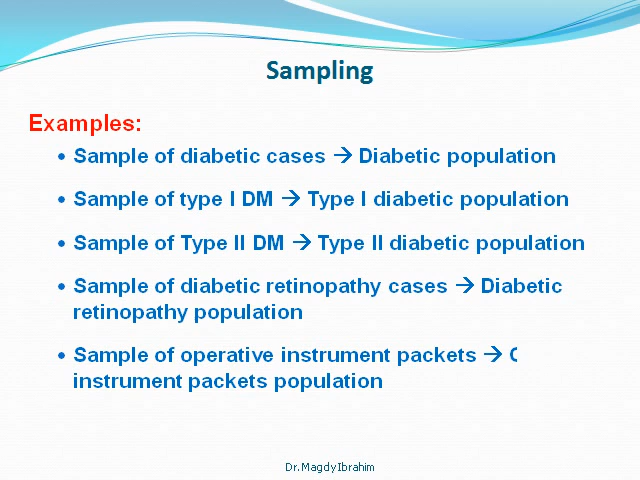 Sampling
Examples:
• Sample of diabetic cases → Diabetic population
• Sample of type I DM → Type I diabetic population
• Sample of Type II DM → Type II diabetic population
• Sample of diabetic retinopathy cases → Diabetic
retinopathy population
• Sample of operative instrument packets →
instrument packets population
Dr.Magdy Ibrahim